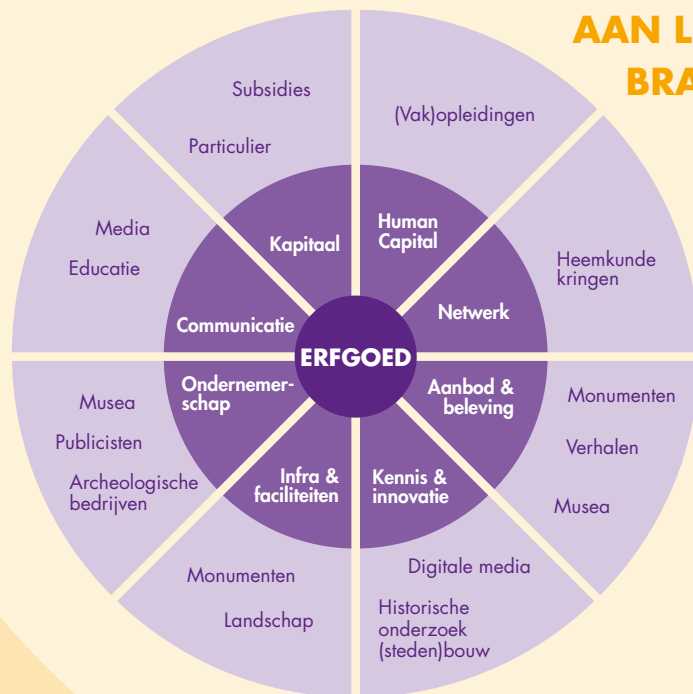 AAN L
BRA
Subsidies
Particulier
(Vak)opleidingen
Kapitaal
Human
Capital
Media
Educatie
Heemkunde
kringen
Communicatie
Netwerk
ERFGOED
Ondernemer-
schap
Aanbod &
beleving
Musea
Publicisten
Archeologische
bedrijven
Monumenten
Verhalen
Musea
Infra &
faciliteiten
Kennis &
innovatie
Monumenten
Landschap
Digitale media
Historische
onderzoek
(steden)bouw